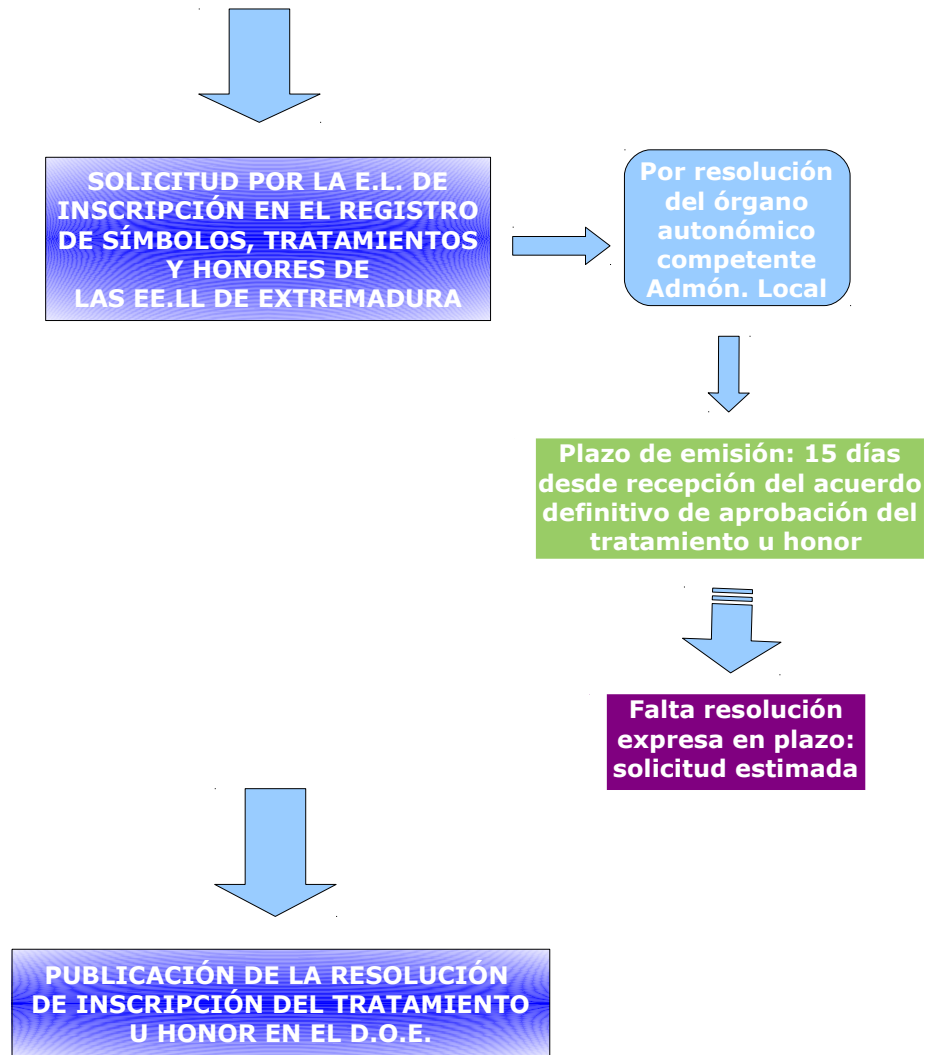 SOLICITUD POR LA E.L. DE
INSCRIPCIÓN EN EL REGISTRO
DE SÍMBOLOS, TRATAMIENTOS
Y HONORES DE
LAS EE.LL DE EXTREMADURA
Por resolución
del órgano
autonómico
competente
Admón. Local
Plazo de emisión: 15 días
desde recepción del acuerdo
definitivo de aprobación del
tratamiento u honor
Falta resolución
expresa en plazo:
solicitud estimada
PUBLICACIÓN DE LA RESOLUCIÓN
DE INSCRIPCIÓN DEL TRATAMIENTO
U HONOR EN EL D.O.E.